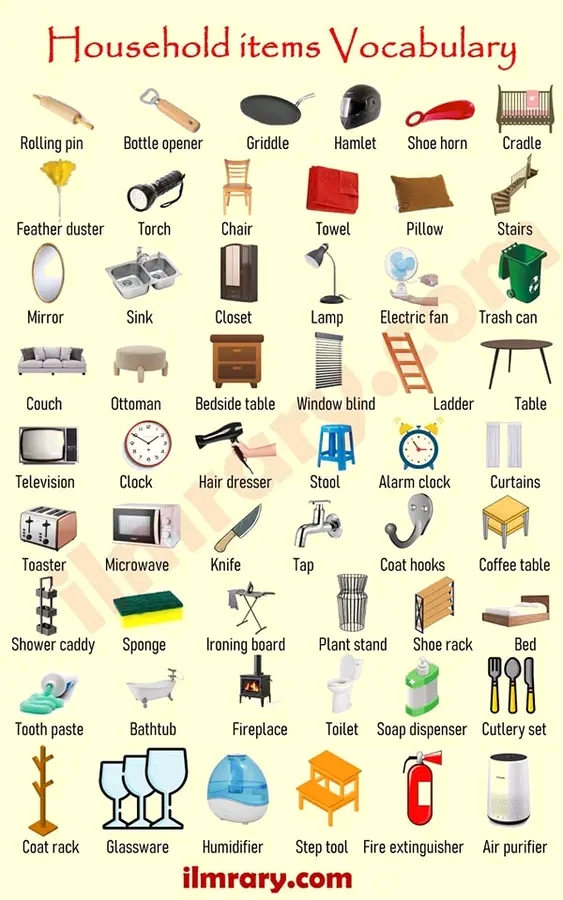 Household items Vocabulary
Rolling pin Bottle opener Griddle Hamlet Shoe horn Cradle
Feather duster Torch Chair Towel Pillow Stairs
Mirror Sink Closet Lamp Electric fan Trash can
Couch Ottoman Bedside table Window blind Ladder Table
Television Clock Hair dresser Stool Alarm clock Curtains
Toaster Microwave Knife Tap Coat hooks Coffee table
Shower caddy Sponge Ironing board Plant stand Shoe rack Bed
Tooth paste Bathtub Fireplace Toilet Soap dispenser Cutlery set
Coat rack Glassware Humidifier Step tool Fire extinguisher Air purifier
ilmrary.com
ilmrary.com